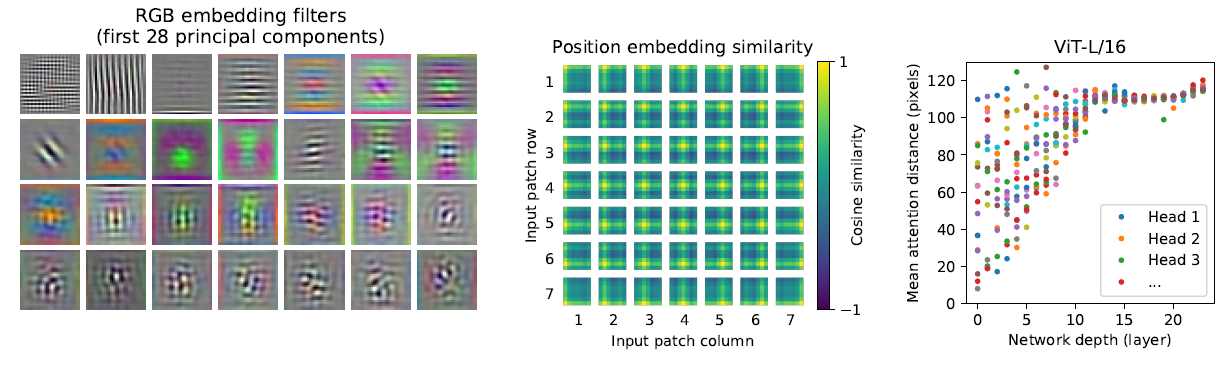 RGB embedding filters
(first 28 principal components)
Position embedding similarity
1
2
3
4
5
6
7
Input patch row
1 2 3 4 5 6 7
Input patch column
1
−1
Cosine similarity
ViT-L/16
120
100
80
60
40
20
0
Mean attention distance (pixels)
Head 1
Head 2
Head 3
...
0 5 10 15 20
Network depth (layer)